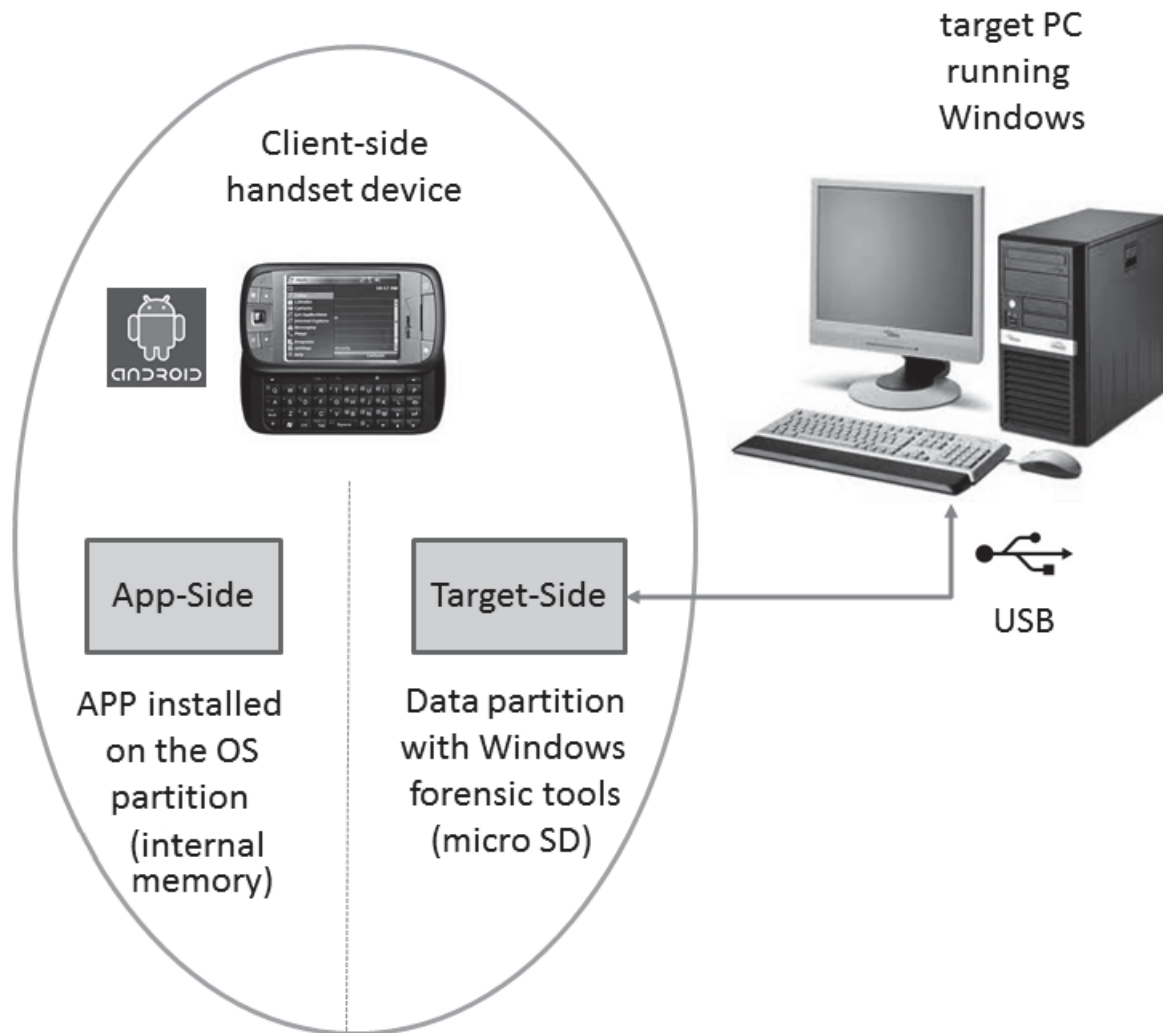 target PC
running
Windows
Client-side
handset device
ANDROID
App-Side
Target-Side
USB
APP installed
on the OS
partition
(internal
memory)
Data partition
with Windows
forensic tools
(micro SD)